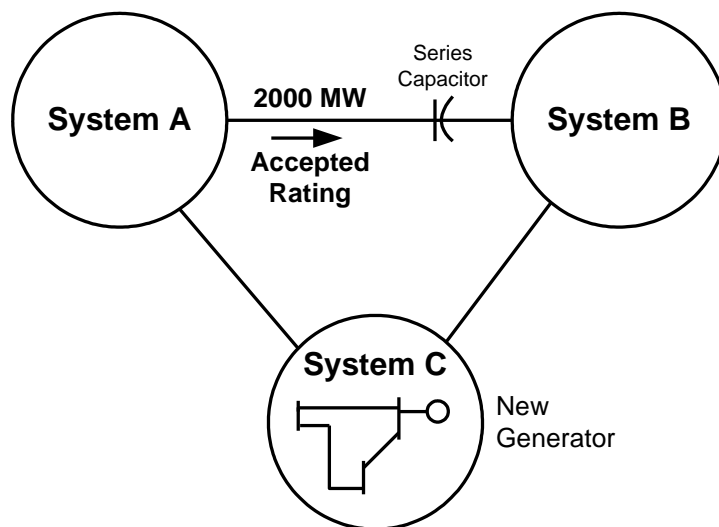 Series
Capacitor
2000 MW
System A
System B
Accepted
Rating
System C
New
Generator